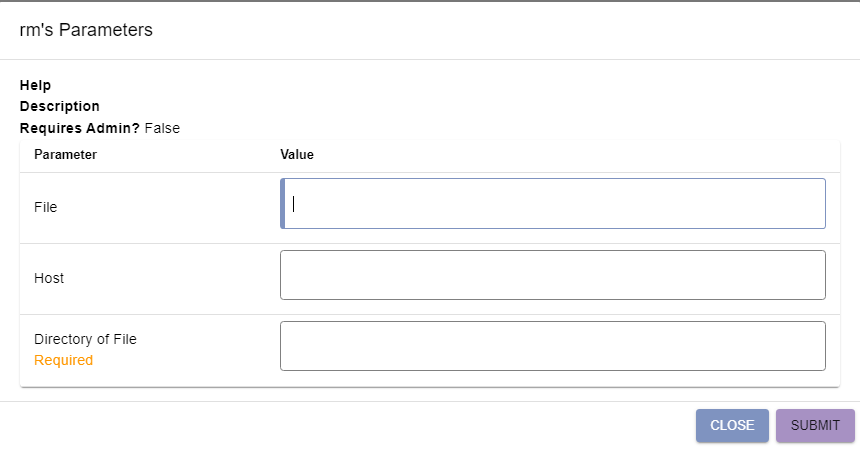 rm's Parameters
Help
Description
Requires Admin? False
Parameter Value
File
Host
Directory of File
Required
CLOSE SUBMIT